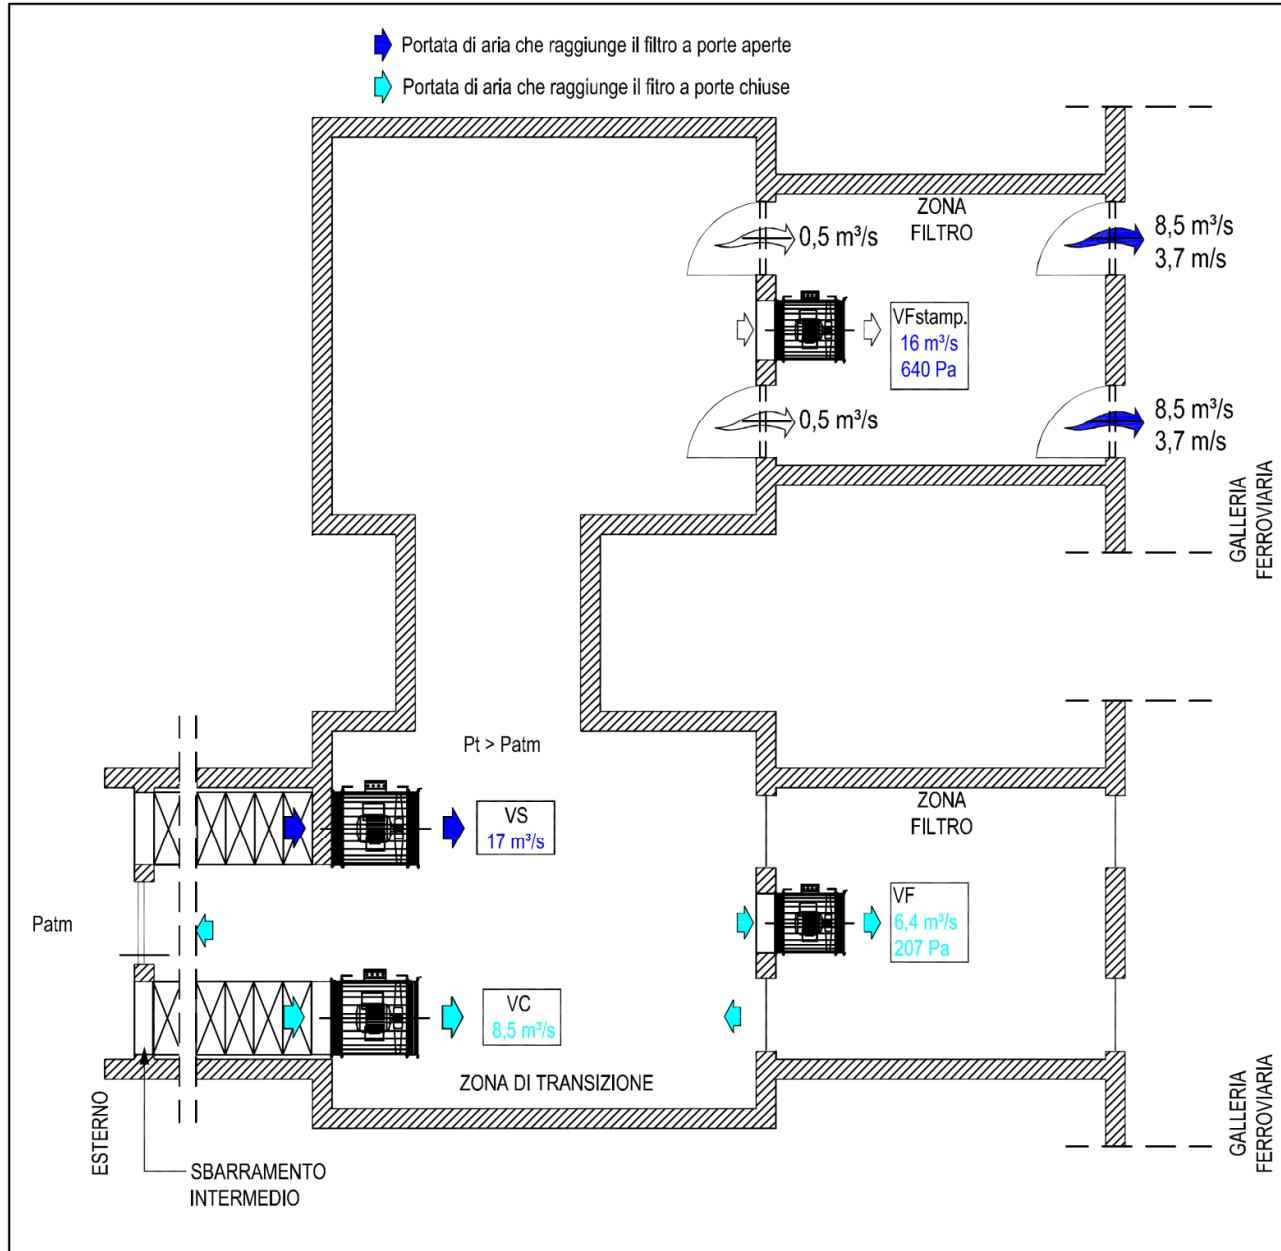 Portata di aria che raggiunge il filtro a porte aperte
Portata di aria che raggiunge il fitro a porte chiuse
ZONA
FILTRO
0,5 m³/s
8,5 m³/s
3,7 m/s
VFstamp.
16 m³/s
640 Pa
0,5 m³/s
8,5 m³/s
3,7 m/s
GALLERIA
FERROVIARIA
Pt > Patm
ZONA
FILTRO
VS
17 m³/s
Patm
VF
6,4 m³/s
207 Pa
VC
8,5 m³/s
ZONA DI TRANSIZIONE
ESTERNO
SBARRAMENTO
INTERMEDIO
GALLERIA
FERROVIARIA